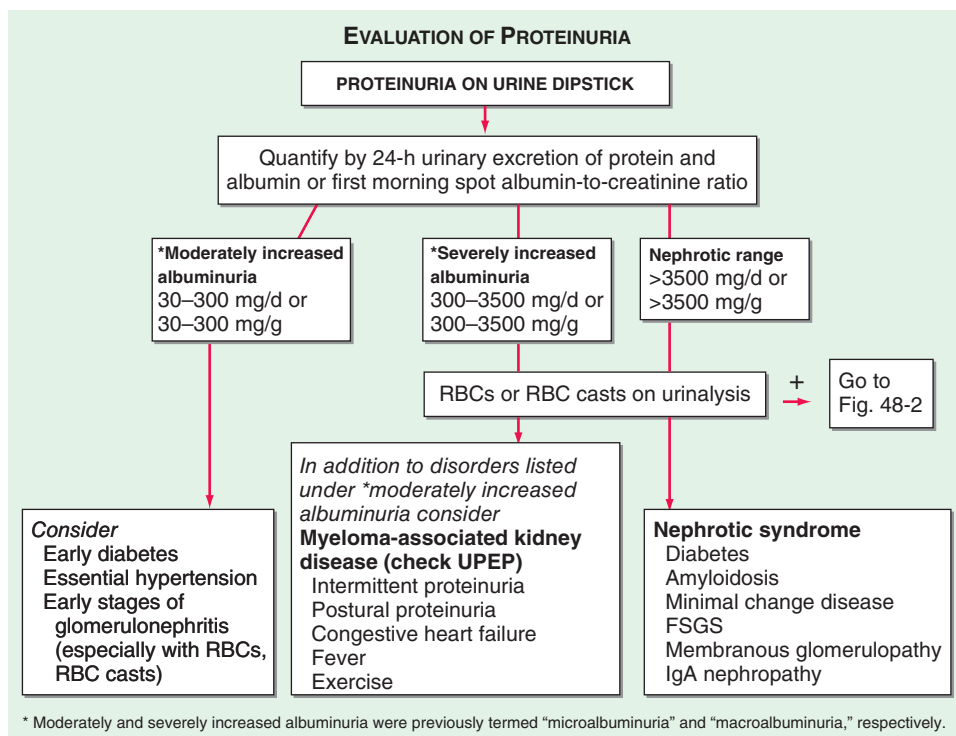 EVALUATION OF PROTEINURIA
PROTEINURIA ON URINE DIPSTICK
Quantify by 24-h urinary excretion of protein and
albumin or first morning spot albumin-to-creatinine ratio
*Moderately increased
albuminuria
30–300 mg/d or
30–300 mg/g
*Severely increased
albuminuria
300–3500 mg/d or
300–3500 mg/g
Nephrotic range
>3500 mg/d or
>3500 mg/g
RBCs or RBC casts on urinalysis
+
Go to
Fig. 48-2
Consider
Early diabetes
Essential hypertension
Early stages of
glomerulonephritis
(especially with RBCs,
RBC casts)
In addition to disorders listed
under *moderately increased
albuminuria consider
Myeloma-associated kidney
disease (check UPEP)
Intermittent proteinuria
Postural proteinuria
Congestive heart failure
Fever
Exercise
Nephrotic syndrome
Diabetes
Amyloidosis
Minimal change disease
FSGS
Membranous glomerulopathy
IgA nephropathy
* Moderately and severely increased albuminuria were previously termed “microalbuminuria” and “macroalbuminuria,” respectively.